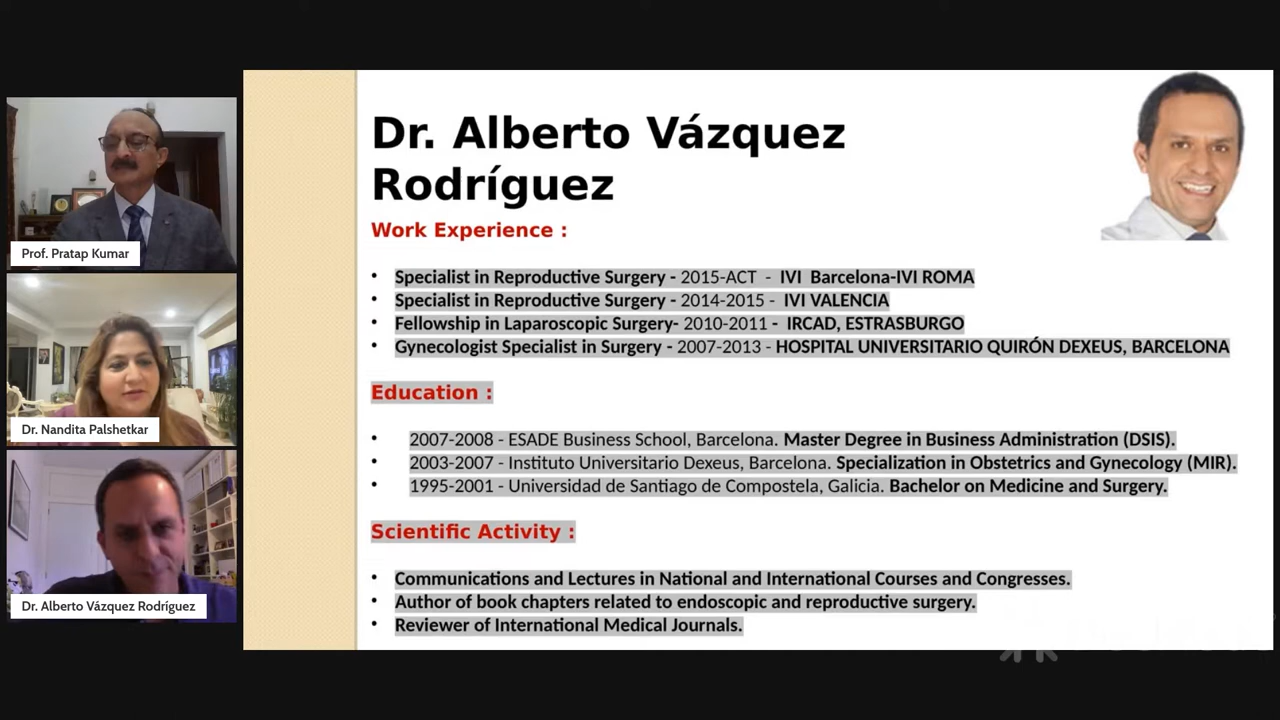 Prof. Pratap Kumar
Dr. Nandita Palshetkar
Dr. Alberto Vázquez Rodríguez
Dr. Alberto Vázquez
Rodríguez
Work Experience :
• Specialist in Reproductive Surgery - 2015-ACT - IVI Barcelona-IVI ROMA
• Specialist in Reproductive Surgery - 2014-2015 - IVI VALENCIA
• Fellowship in Laparoscopic Surgery- 2010-2011 - IRCAD, ESTRASBURGO
• Gynecologist Specialist in Surgery - 2007-2013 - HOSPITAL UNIVERSITARIO QUIRÓN DEXEUS, BARCELONA
Education :
• 2007-2008 - ESADE Business School, Barcelona. Master Degree in Business Administration (DSIS).
• 2003-2007 - Instituto Universitario Dexeus, Barcelona. Specialization in Obstetrics and Gynecology (MIR).
• 1995-2001 - Universidad de Santiago de Compostela, Galicia. Bachelor on Medicine and Surgery.
Scientific Activity :
• Communications and Lectures in National and International Courses and Congresses.
• Author of book chapters related to endoscopic and reproductive surgery.
• Reviewer of International Medical Journals.